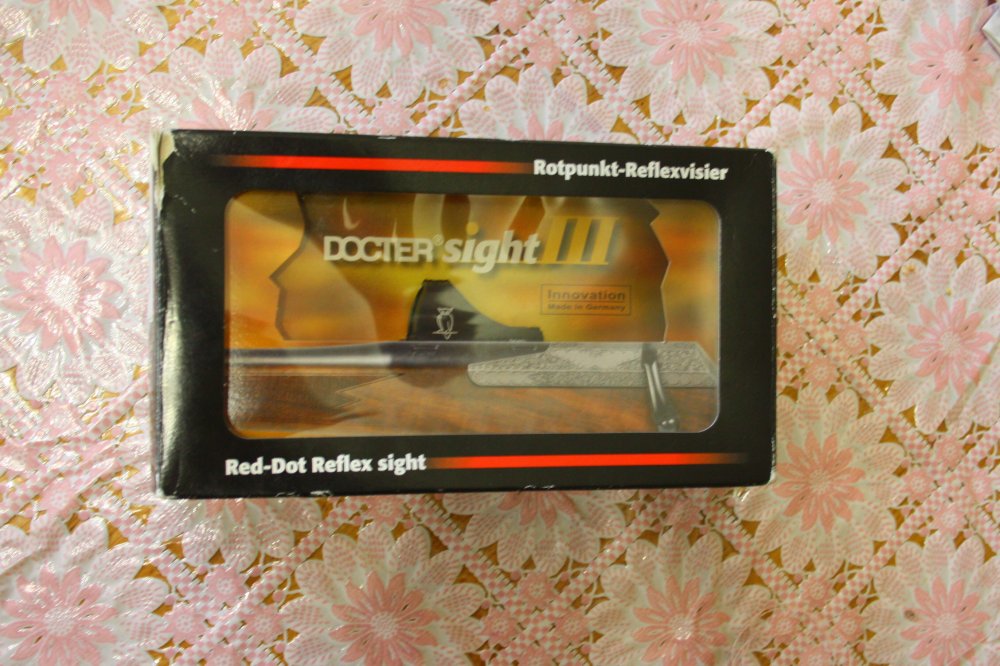 Rotpunkt-Reflexvisier
DOCTER® sight III
Innovation
Made in Germany
Red-Dot Reflex sight